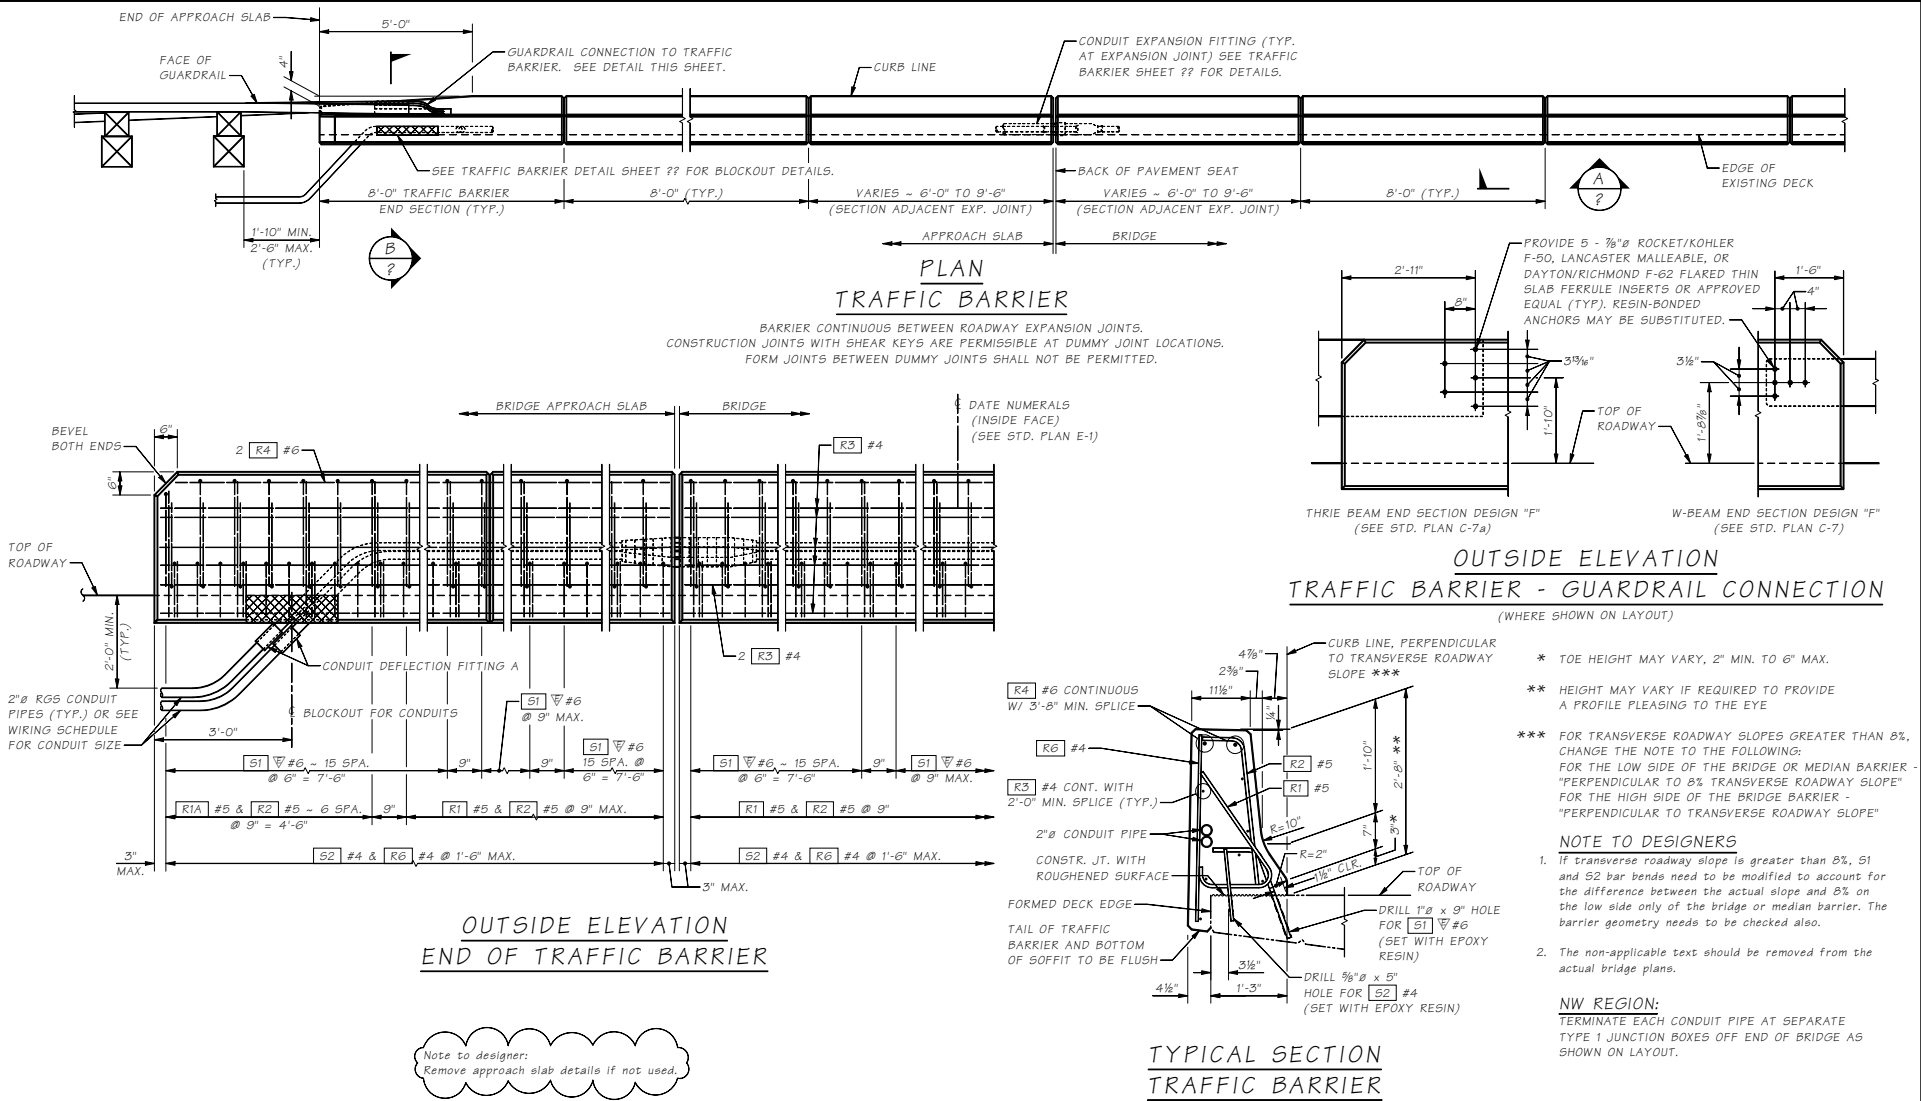 END OF APPROACH SLAB
5'-0"
4"
FACE OF
GUARDRAIL
GUARDRAIL CONNECTION TO TRAFFIC
BARRIER. SEE DETAIL THIS SHEET.
CURB LINE
CONDUIT EXPANSION FITTING (TYP.
AT EXPANSION JOINT) SEE TRAFFIC
BARRIER SHEET ?? FOR DETAILS.
SEE TRAFFIC BARRIER DETAIL SHEET ?? FOR BLOCKOUT DETAILS.
BACK OF PAVEMENT SEAT
EDGE OF
EXISTING DECK
A
?
8'-0" TRAFFIC BARRIER
END SECTION (TYP.)
8'-0" (TYP.)
VARIES ~ 6'-0" TO 9'-6"
(SECTION ADJACENT EXP. JOINT)
VARIES ~ 6'-0" TO 9'-6"
(SECTION ADJACENT EXP. JOINT)
8'-0" (TYP.)
1'-10" MIN.
2'-6" MAX.
(TYP.)
B
?
APPROACH SLAB
BRIDGE
PLAN
TRAFFIC BARRIER
BARRIER CONTINUOUS BETWEEN ROADWAY EXPANSION JOINTS.
CONSTRUCTION JOINTS WITH SHEAR KEYS ARE PERMISSIBLE AT DUMMY JOINT LOCATIONS.
FORM JOINTS BETWEEN DUMMY JOINTS SHALL NOT BE PERMITTED.
PROVIDE 5 - ⅞"ø ROCKET/KOHLER
F-50, LANCASTER MALLEABLE, OR
DAYTON/RICHMOND F-62 FLARED THIN
SLAB FERRULE INSERTS OR APPROVED
EQUAL (TYP). RESIN-BONDED
ANCHORS MAY BE SUBSTITUTED.
2'-11"
8"
3 13/16"
1'-10"
1'-6"
4"
3½"
1'-8⅞"
TOP OF
ROADWAY
THRIE BEAM END SECTION DESIGN "F"
(SEE STD. PLAN C-7a)
W-BEAM END SECTION DESIGN "F"
(SEE STD. PLAN C-7)
OUTSIDE ELEVATION
TRAFFIC BARRIER - GUARDRAIL CONNECTION
(WHERE SHOWN ON LAYOUT)
BRIDGE APPROACH SLAB
BRIDGE
℄ DATE NUMERALS
(INSIDE FACE)
(SEE STD. PLAN E-1)
BEVEL
BOTH ENDS
6"
6"
2 R4 #6
R3 #4
TOP OF
ROADWAY
2'-0" MIN.
(TYP.)
2 R3 #4
CONDUIT DEFLECTION FITTING A
2"ø RGS CONDUIT
PIPES (TYP.) OR SEE
WIRING SCHEDULE
FOR CONDUIT SIZE
℄ BLOCKOUT FOR CONDUITS
3'-0"
S1 E #6
@ 9" MAX.
S1 E #6 ~ 15 SPA.
@ 6" = 7'-6"
9"
9"
S1 E #6
15 SPA. @
6" = 7'-6"
S1 E #6 ~ 15 SPA.
@ 6" = 7'-6"
9"
S1 E #6
@ 9" MAX.
R1A #5 & R2 #5 ~ 6 SPA.
@ 9" = 4'-6"
9"
R1 #5 & R2 #5 @ 9" MAX.
R1 #5 & R2 #5 @ 9"
3"
MAX.
S2 #4 & R6 #4 @ 1'-6" MAX.
S2 #4 & R6 #4 @ 1'-6" MAX.
3" MAX.
OUTSIDE ELEVATION
END OF TRAFFIC BARRIER
Note to designer:
Remove approach slab details if not used.
CURB LINE, PERPENDICULAR
TO TRANSVERSE ROADWAY
SLOPE ***
4⅞"
2⅜"
11½"
¼"
R4 #6 CONTINUOUS
W/ 3'-8" MIN. SPLICE
R6 #4
R3 #4 CONT. WITH
2'-0" MIN. SPLICE (TYP.)
2"ø CONDUIT PIPE
CONSTR. JT. WITH
ROUGHENED SURFACE
FORMED DECK EDGE
TAIL OF TRAFFIC
BARRIER AND BOTTOM
OF SOFFIT TO BE FLUSH
R2 #5
R1 #5
R=10"
R=2"
1½" CLR.
1'-10"
2'-8" **
7"
3"*
TOP OF
ROADWAY
DRILL 1"ø x 9" HOLE
FOR S1 E #6
(SET WITH EPOXY
RESIN)
DRILL ⅝"ø x 5"
HOLE FOR S2 #4
(SET WITH EPOXY RESIN)
3½"
4½"
1'-3"
TYPICAL SECTION
TRAFFIC BARRIER
* TOE HEIGHT MAY VARY, 2" MIN. TO 6" MAX.
** HEIGHT MAY VARY IF REQUIRED TO PROVIDE
A PROFILE PLEASING TO THE EYE
*** FOR TRANSVERSE ROADWAY SLOPES GREATER THAN 8%,
CHANGE THE NOTE TO THE FOLLOWING:
FOR THE LOW SIDE OF THE BRIDGE OR MEDIAN BARRIER -
"PERPENDICULAR TO 8% TRANSVERSE ROADWAY SLOPE"
FOR THE HIGH SIDE OF THE BRIDGE BARRIER -
"PERPENDICULAR TO TRANSVERSE ROADWAY SLOPE"
NOTE TO DESIGNERS
1. If transverse roadway slope is greater than 8%, S1
and S2 bar bends need to be modified to account for
the difference between the actual slope and 8% on
the low side only of the bridge or median barrier. The
barrier geometry needs to be checked also.
2. The non-applicable text should be removed from the
actual bridge plans.
NW REGION:
TERMINATE EACH CONDUIT PIPE AT SEPARATE
TYPE 1 JUNCTION BOXES OFF END OF BRIDGE AS
SHOWN ON LAYOUT.